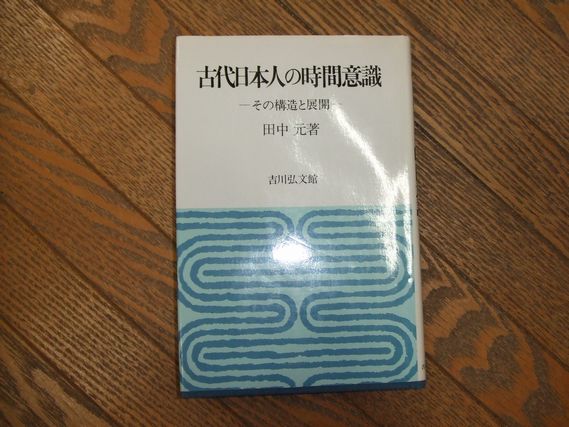 古代日本人の時間意識
―その構造と展開―
田中 元著
吉川弘文館